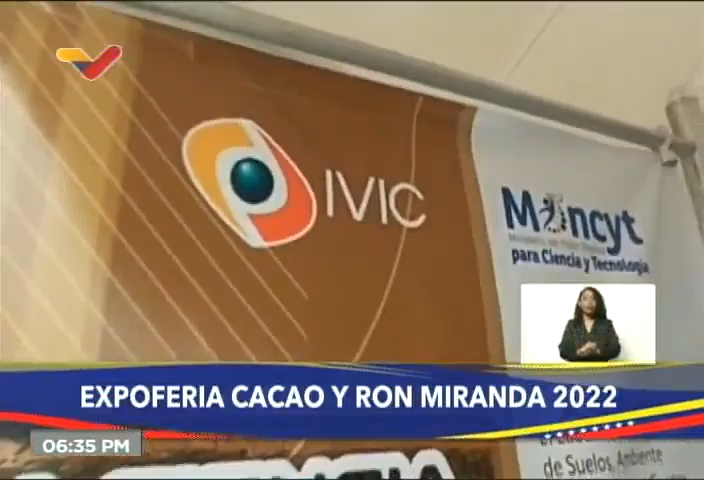 IVIC
Mincyt
para Ciencia y Tecnología
EXPOFERIA CACAO Y RON MIRANDA 2022
06:35 PM
de Suelos, Ambiente